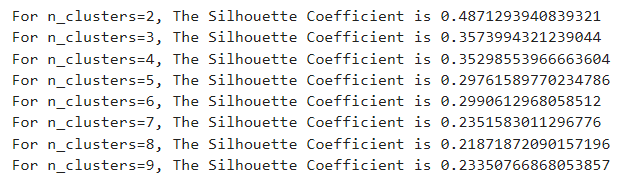 For n_clusters=2, The Silhouette Coefficient is 0.4871293940839321
For n_clusters=3, The Silhouette Coefficient is 0.3573994321239044
For n_clusters=4, The Silhouette Coefficient is 0.35298553966663604
For n_clusters=5, The Silhouette Coefficient is 0.29761589770234786
For n_clusters=6, The Silhouette Coefficient is 0.2990612968058512
For n_clusters=7, The Silhouette Coefficient is 0.2351583011296776
For n_clusters=8, The Silhouette Coefficient is 0.21871872090157196
For n_clusters=9, The Silhouette Coefficient is 0.23350766868053857